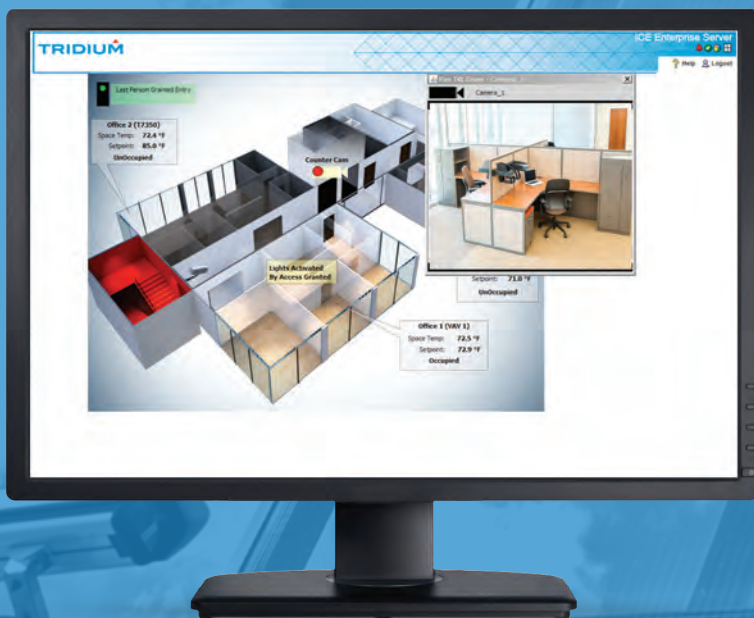 TRIDIUM
iCE Enterprise Server
Help Logout
Last Person Granted Entry
Camera_1
Office 2 (T7350)
Space Temp: 72.4 °F
Setpoint: 85.0 °F
UnOccupied
Counter Cam
Lights Activated
By Access Granted
Setpoint: 71.0 °F
UnOccupied
Office 1 (VAV 1)
Space Temp: 72.5 °F
Setpoint: 72.9 °F
Occupied